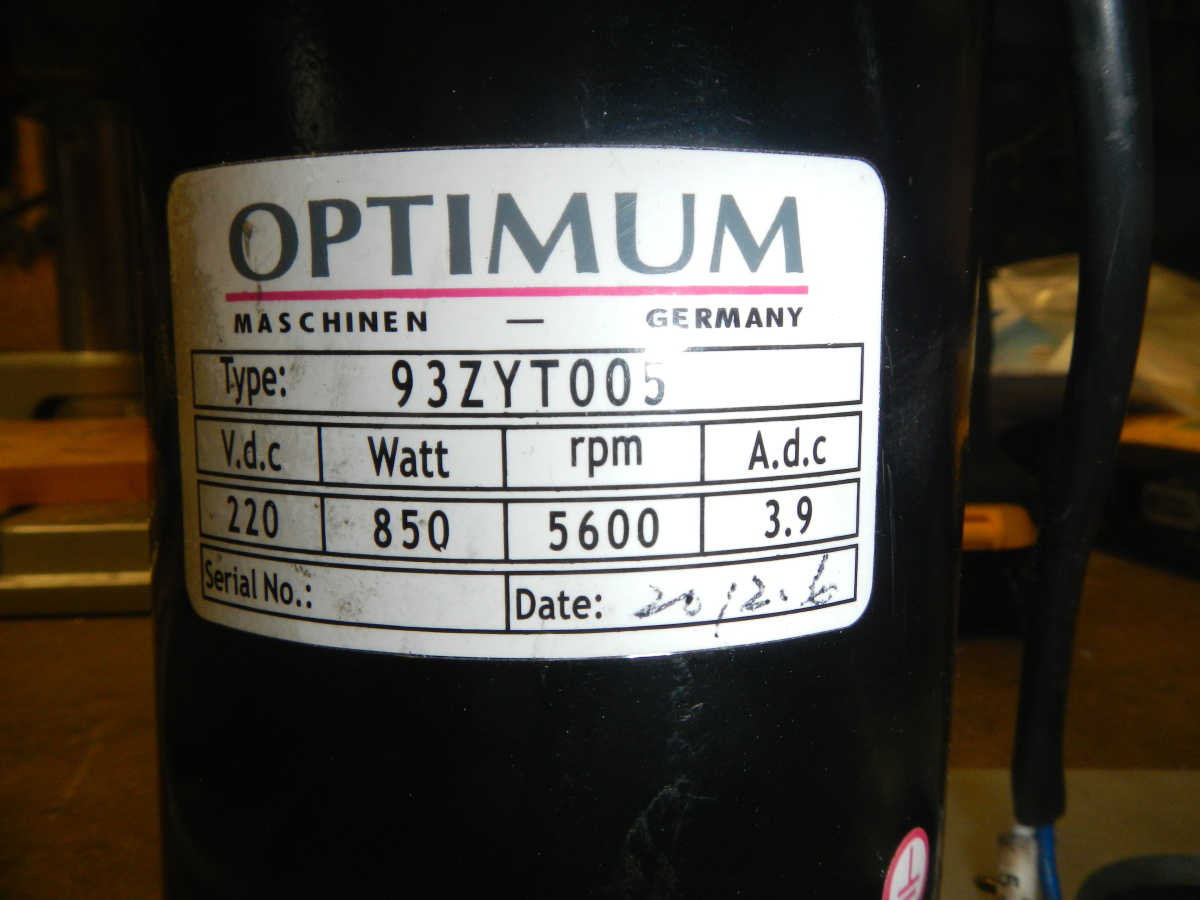 OPTIMUM
MASCHINEN — GERMANY
Type: 93ZYT005
V.d.c Watt rpm A.d.c
220 850 5600 3.9
Serial No.: Date: 2012.6